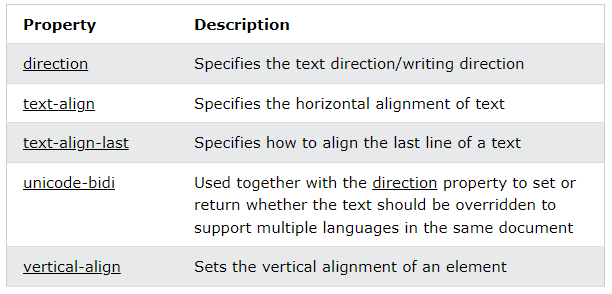 Property Description
direction Specifies the text direction/writing direction
text-align Specifies the horizontal alignment of text
text-align-last Specifies how to align the last line of a text
unicode-bidi Used together with the direction property to set or
return whether the text should be overridden to
support multiple languages in the same document
vertical-align Sets the vertical alignment of an element